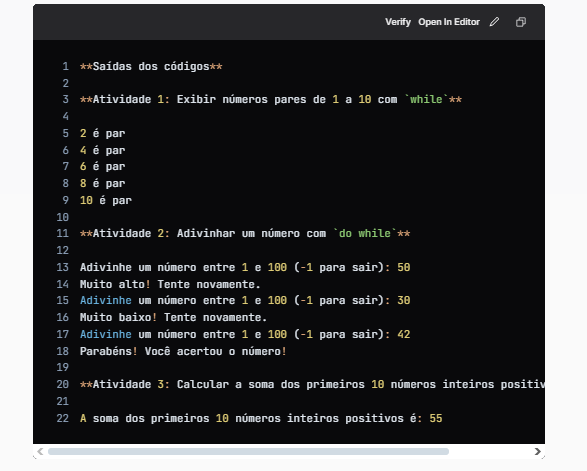 Verify Open In Editor
1 **Saídas dos códigos**
2
3 **Atividade 1: Exibir números pares de 1 a 10 com `while`**
4
5 2 é par
6 4 é par
7 6 é par
8 8 é par
9 10 é par
10
11 **Atividade 2: Adivinhar um número com `do while`**
12
13 Adivinhe um número entre 1 e 100 (-1 para sair): 50
14 Muito alto! Tente novamente.
15 Adivinhe um número entre 1 e 100 (-1 para sair): 30
16 Muito baixo! Tente novamente.
17 Adivinhe um número entre 1 e 100 (-1 para sair): 42
18 Parabéns! Você acertou o número!
19
20 **Atividade 3: Calcular a soma dos primeiros 10 números inteiros positiv
21
22 A soma dos primeiros 10 números inteiros positivos é: 55